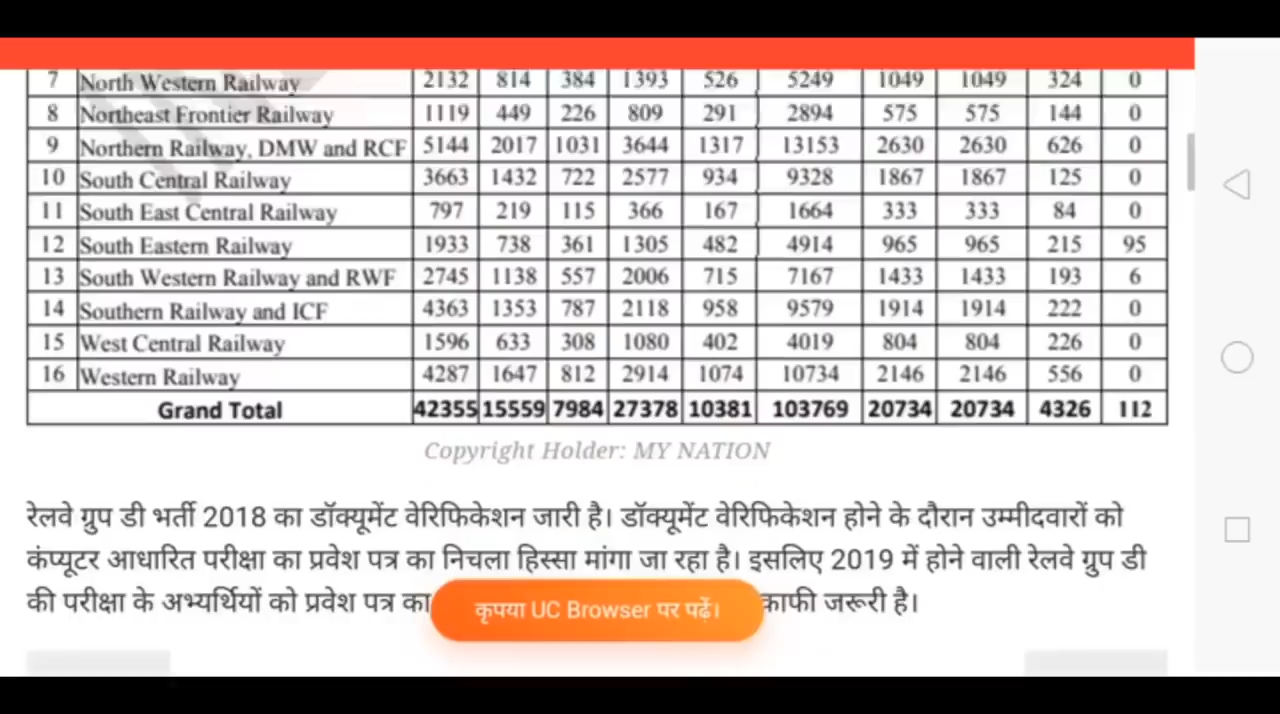 7 North Western Railway 2132 814 384 1393 526 5249 1049 1049 324 0
8 Northeast Frontier Railway 1119 449 226 809 291 2894 575 575 144 0
9 Northern Railway, DMW and RCF 5144 2017 1031 3644 1317 13153 2630 2630 626 0
10 South Central Railway 3663 1432 722 2577 934 9328 1867 1867 125 0
11 South East Central Railway 797 219 115 366 167 1664 333 333 84 0
12 South Eastern Railway 1933 738 361 1305 482 4914 965 965 215 95
13 South Western Railway and RWF 2745 1138 557 2006 715 7167 1433 1433 193 6
14 Southern Railway and ICF 4363 1353 787 2118 958 9579 1914 1914 222 0
15 West Central Railway 1596 633 308 1080 402 4019 804 804 226 0
16 Western Railway 4287 1647 812 2914 1074 10734 2146 2146 556 0
Grand Total 42355 15559 7984 27378 10381 103769 20734 20734 4326 112
Copyright Holder: MY NATION
रेलवे ग्रुप डी भर्ती 2018 का डॉक्यूमेंट वेरिफिकेशन जारी है। डॉक्यूमेंट वेरिफिकेशन होने के दौरान उम्मीदवारों को
कंप्यूटर आधारित परीक्षा का प्रवेश पत्र का निचला हिस्सा मांगा जा रहा है। इसलिए 2019 में होने वाली रेलवे ग्रुप डी
की परीक्षा के अभ्यर्थियों को प्रवेश पत्र का काफी जरूरी है।
कृपया UC Browser पर पढ़ें।